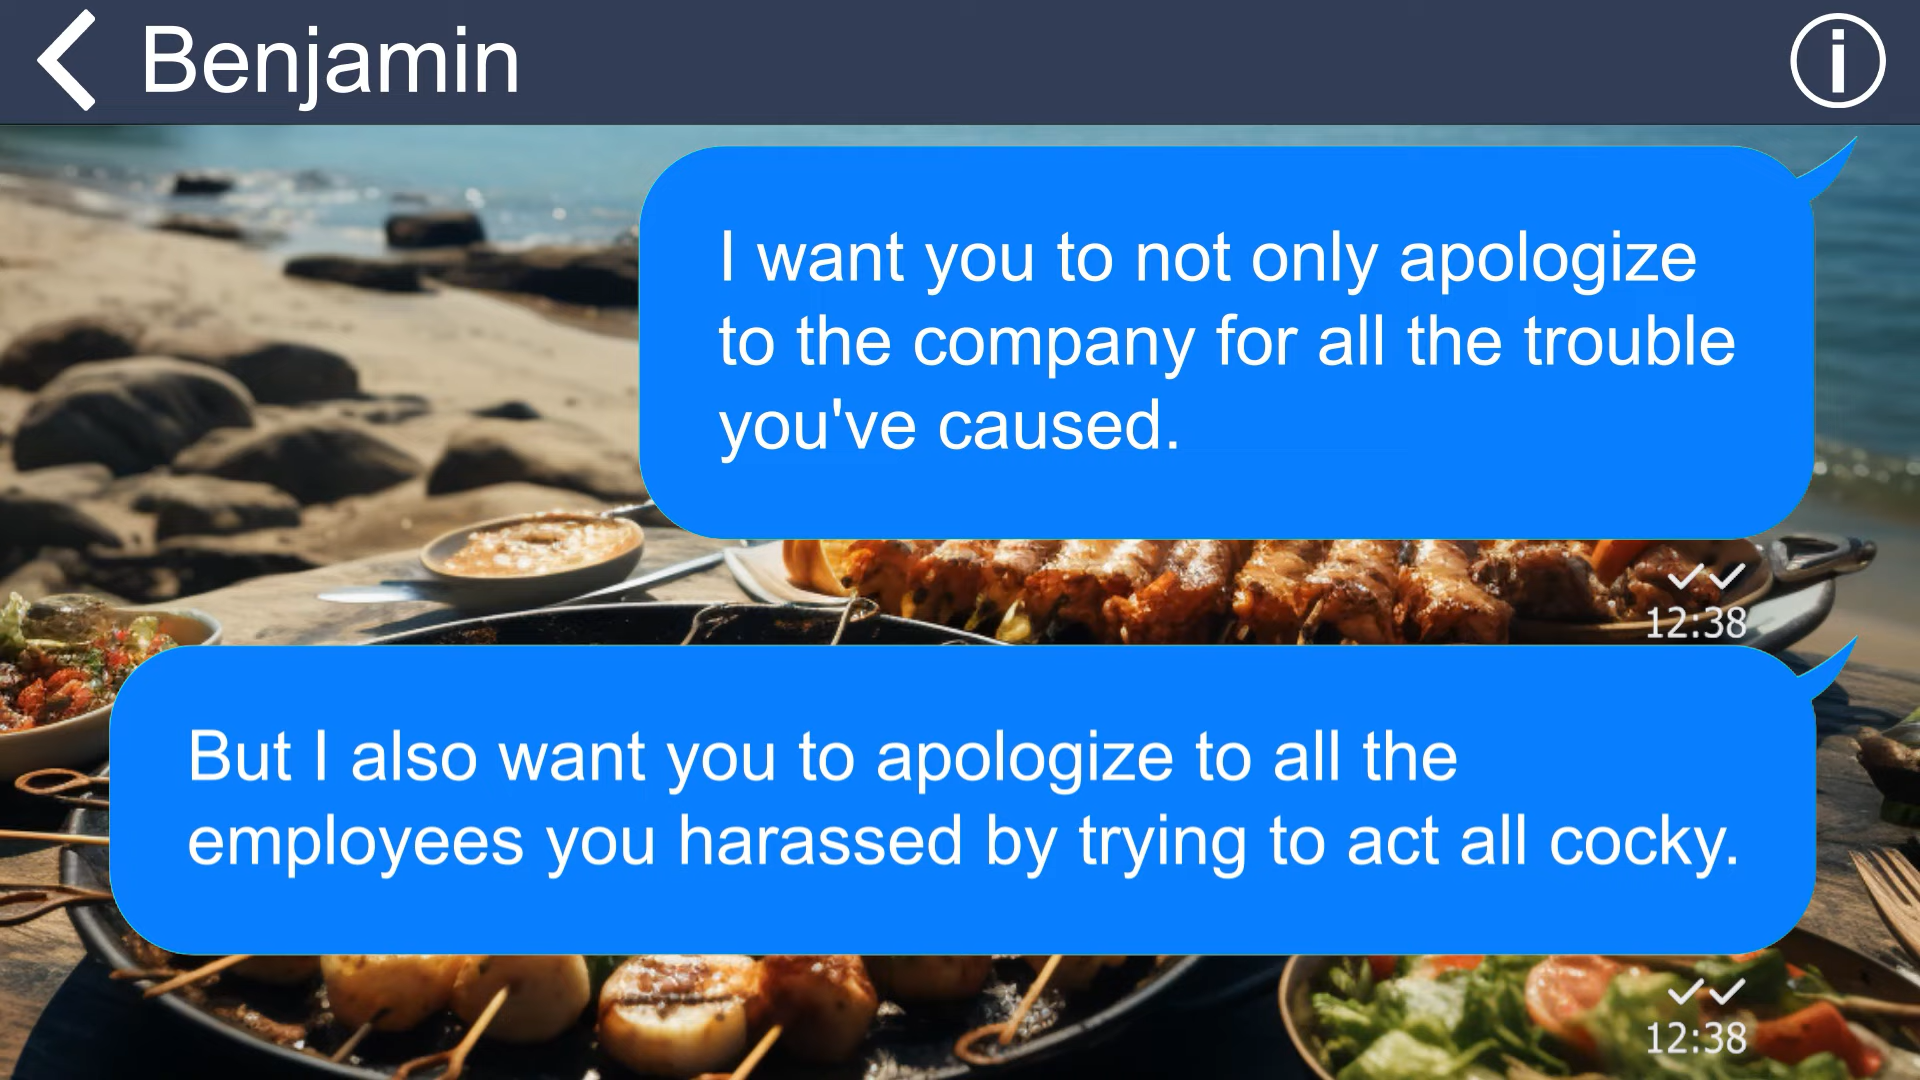 Benjamin
I want you to not only apologize
to the company for all the trouble
you've caused.
12:38
But I also want you to apologize to all the
employees you harassed by trying to act all cocky.
12:38